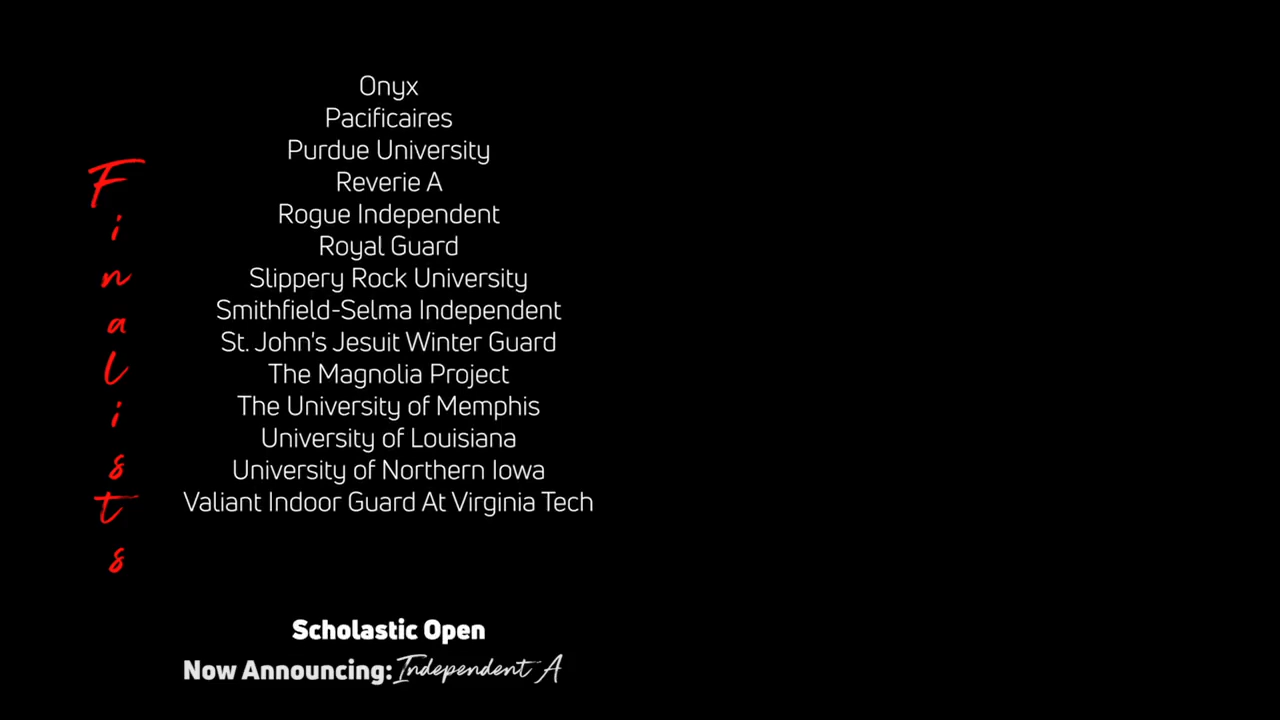 Finalists
Onyx
Pacificaires
Purdue University
Reverie A
Rogue Independent
Royal Guard
Slippery Rock University
Smithfield-Selma Independent
St. John's Jesuit Winter Guard
The Magnolia Project
The University of Memphis
University of Louisiana
University of Northern Iowa
Valiant Indoor Guard At Virginia Tech
Scholastic Open
Now Announcing: Independent A